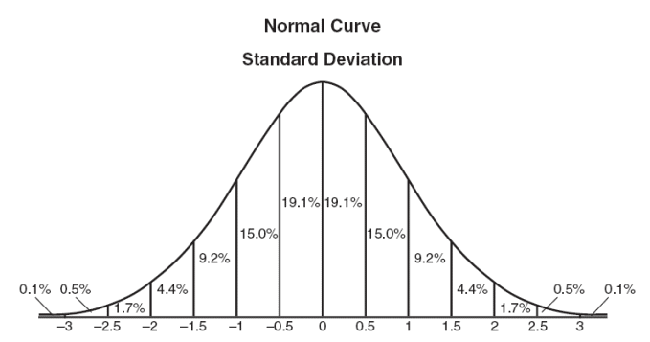 Normal Curve
Standard Deviation
19.1% 19.1%
15.0% 15.0%
9.2% 9.2%
0.1% 0.5% 4.4% 4.4% 0.5% 0.1%
1.7% 1.7%
−3 −2.5 −2 −1.5 −1 −0.5 0 0.5 1 1.5 2 2.5 3